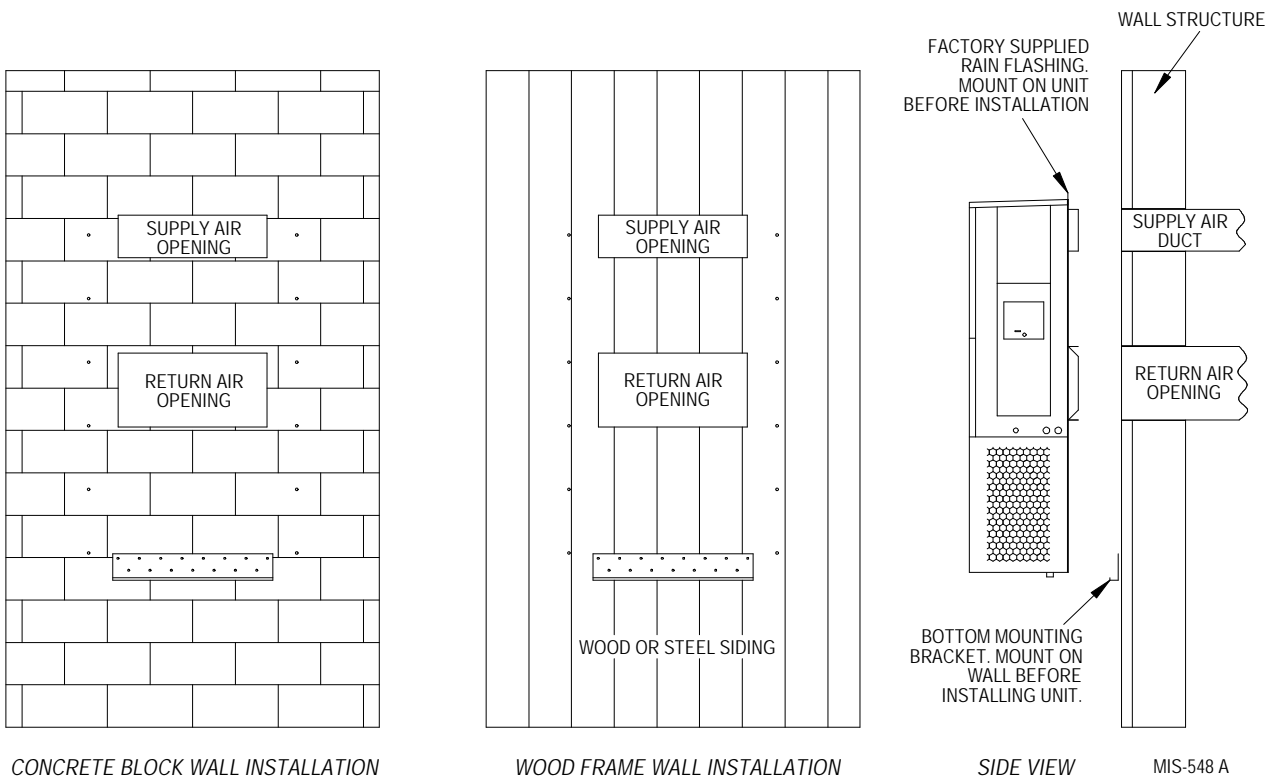 WALL STRUCTURE
FACTORY SUPPLIED
RAIN FLASHING.
MOUNT ON UNIT
BEFORE INSTALLATION
SUPPLY AIR
OPENING
RETURN AIR
OPENING
CONCRETE BLOCK WALL INSTALLATION
SUPPLY AIR
OPENING
RETURN AIR
OPENING
WOOD OR STEEL SIDING
WOOD FRAME WALL INSTALLATION
SUPPLY AIR
DUCT
RETURN AIR
OPENING
BOTTOM MOUNTING
BRACKET. MOUNT ON
WALL BEFORE
INSTALLING UNIT.
SIDE VIEW
MIS-548 A